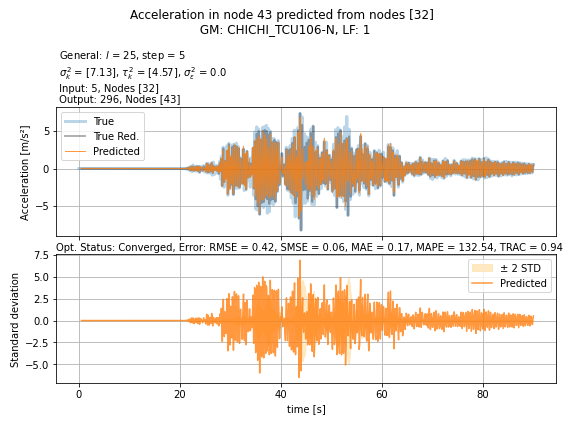 Acceleration in node 43 predicted from nodes [32]
GM: CHICHI_TCU106-N, LF: 1
General: l = 25, step = 5
σ²ₖ = [7.13], τ²ₖ = [4.57], σ²ε = 0.0
Input: 5, Nodes [32]
Output: 296, Nodes [43]
True
True Red.
Predicted
Acceleration [m/s²]
5
0
−5
Opt. Status: Converged, Error: RMSE = 0.42, SMSE = 0.06, MAE = 0.17, MAPE = 132.54, TRAC = 0.94
± 2 STD
Predicted
Standard deviation
7.5
5.0
2.5
0.0
−2.5
−5.0
0 20 40 60 80
time [s]